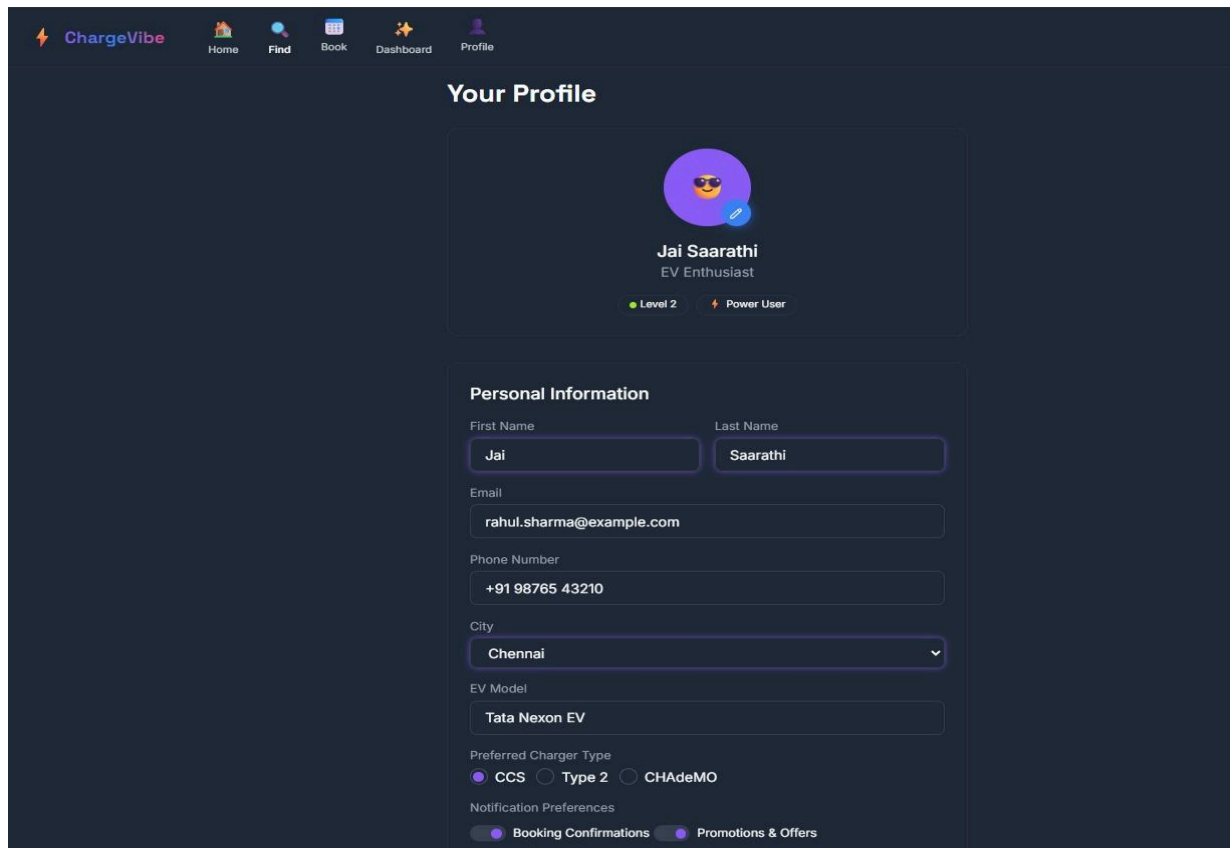 ChargeVibe
Home Find Book Dashboard Profile
Your Profile
Jai Saarathi
EV Enthusiast
Level 2 Power User
Personal Information
First Name Last Name
Jai Saarathi
Email
rahul.sharma@example.com
Phone Number
+91 98765 43210
City
Chennai
EV Model
Tata Nexon EV
Preferred Charger Type
CCS Type 2 CHAdeMO
Notification Preferences
Booking Confirmations Promotions & Offers